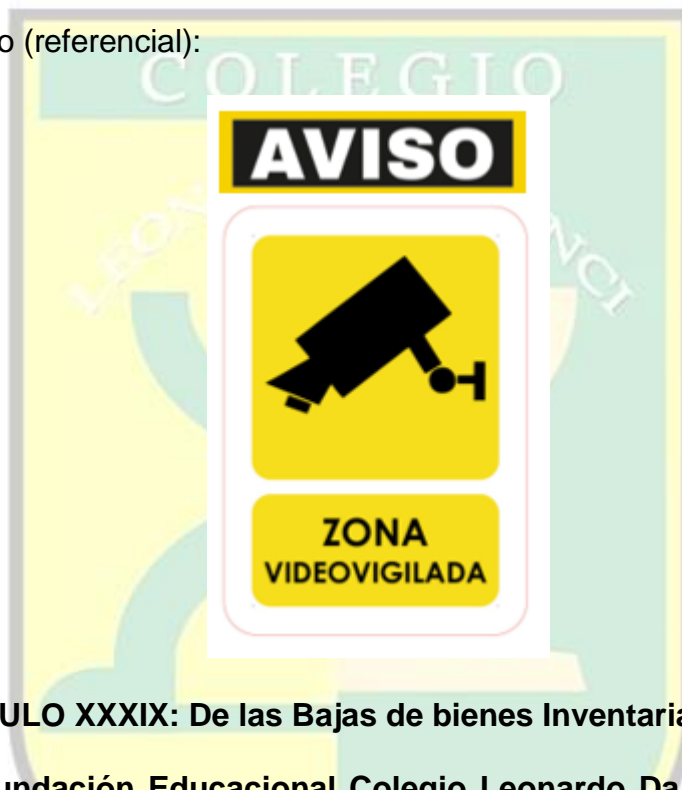 o (referencial):
COLEGIO
AVISO
ZONA
VIDEOVIGILADA
ULO XXXIX: De las Bajas de bienes Inventaria
undación Educacional Colegio Leonardo Da